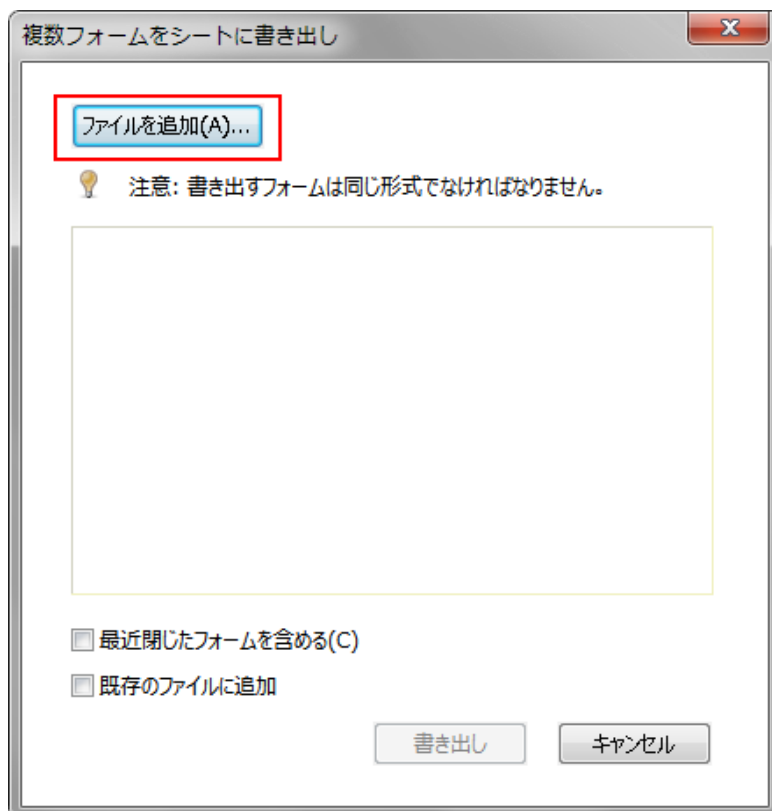 複数フォームをシートに書き出し
ファイルを追加(A)...
注意: 書き出すフォームは同じ形式でなければなりません。
最近閉じたフォームを含める(C)
既存のファイルに追加
書き出し キャンセル